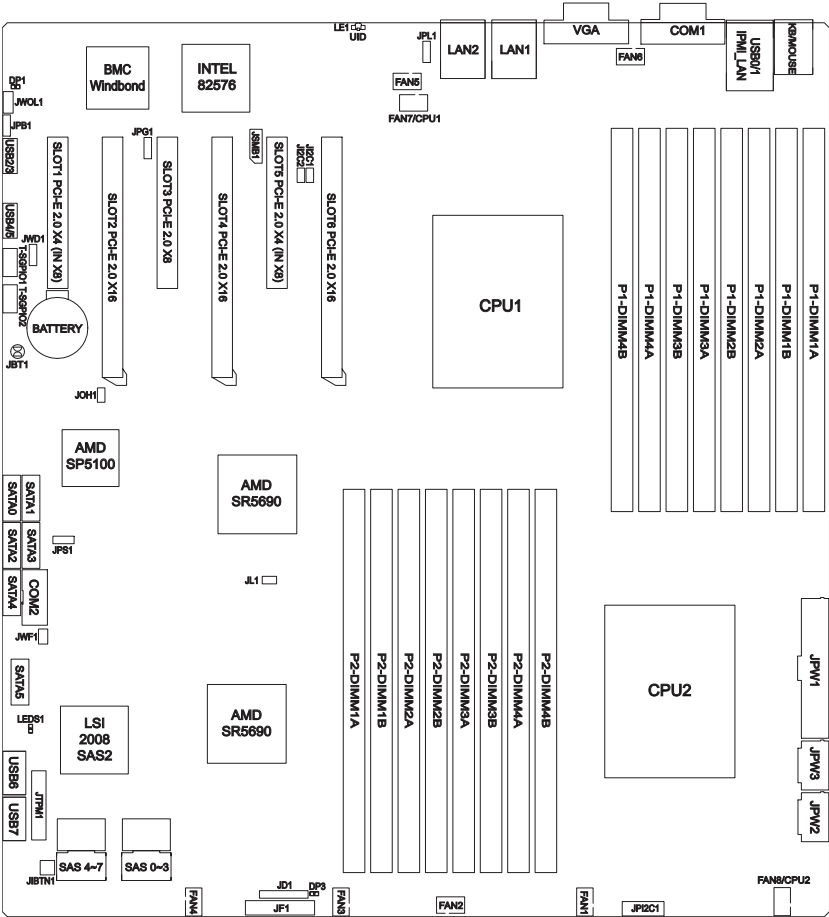 LE1
UID
JPL1
LAN2
LAN1
VGA
COM1
USB0/1
IPMI_LAN
KB/MOUSE
FAN6
BMC
Windbond
INTEL
82576
FAN5
FAN7/CPU1
DP1
JWOL1
JPB1
USB2/3
JPG1
JSMB1
JI2C2
JI2C1
USB4/5
JWD1
T-SGPIO1
T-SGPIO2
SLOT1 PCI-E 2.0 X4 (IN X8)
SLOT2 PCI-E 2.0 X16
SLOT3 PCI-E 2.0 X8
SLOT4 PCI-E 2.0 X16
SLOT5 PCI-E 2.0 X4 (IN X8)
SLOT6 PCI-E 2.0 X16
CPU1
P1-DIMM4B
P1-DIMM4A
P1-DIMM3B
P1-DIMM3A
P1-DIMM2B
P1-DIMM2A
P1-DIMM1B
P1-DIMM1A
BATTERY
JBT1
JOH1
AMD
SP5100
AMD
SR5690
SATA0
SATA1
SATA2
SATA3
JPS1
SATA4
COM2
JL1
JWF1
SATA5
P2-DIMM1A
P2-DIMM1B
P2-DIMM2A
P2-DIMM2B
P2-DIMM3A
P2-DIMM3B
P2-DIMM4A
P2-DIMM4B
CPU2
JPW1
JPW3
JPW2
LEDS1
LSI
2008
SAS2
AMD
SR5690
USB6
USB7
JTPM1
JIBTN1
SAS 4~7
SAS 0~3
FAN4
JD1
DP3
JF1
FAN3
FAN2
FAN1
JPI2C1
FAN8/CPU2